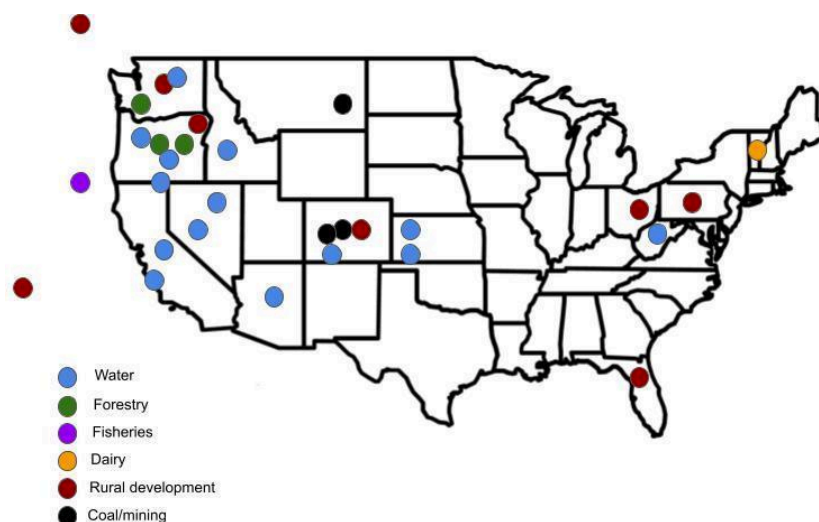 Water
Forestry
Fisheries
Dairy
Rural development
Coal/mining